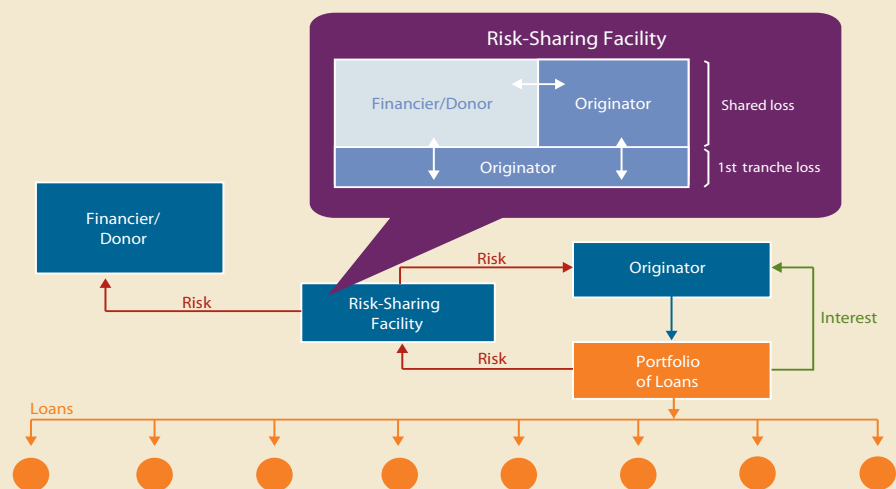 Risk-Sharing Facility
Financier/Donor
Originator
Shared loss
Originator
1st tranche loss
Financier/
Donor
Risk
Originator
Risk
Risk-Sharing
Facility
Interest
Risk
Portfolio
of Loans
Loans